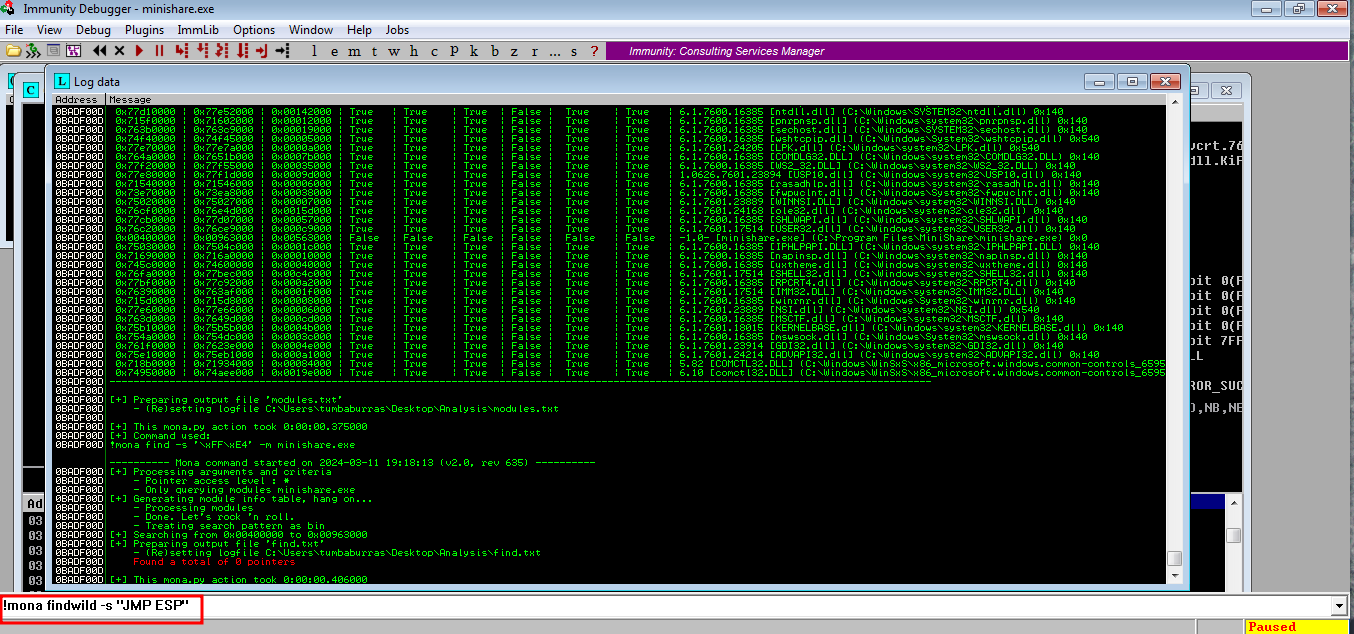 Immunity Debugger - minishare.exe
File View Debug Plugins ImmLib Options Window Help Jobs
l e m t w h c p k b z r ... s ? Immunity: Consulting Services Manager
L Log data
Address Message
0BADF00D 0x77d10000 | 0x77e52000 | 0x00142000 | True | True | True | False | True | True | 6.1.7600.16385 [ntdll.dll] (C:\Windows\SYSTEM32\ntdll.dll) 0x140
0BADF00D 0x715f0000 | 0x71602000 | 0x00012000 | True | True | True | False | True | True | 6.1.7600.16385 [pnrpnsp.dll] (C:\Windows\system32\pnrpnsp.dll) 0x140
0BADF00D 0x763b0000 | 0x763c9000 | 0x00019000 | True | True | True | False | True | True | 6.1.7600.16385 [sechost.dll] (C:\Windows\SYSTEM32\sechost.dll) 0x140
0BADF00D 0x74f40000 | 0x74f45000 | 0x00005000 | True | True | True | False | True | True | 6.1.7600.16385 [wshtcpip.dll] (C:\Windows\System32\wshtcpip.dll) 0x540
0BADF00D 0x77e70000 | 0x77e7a000 | 0x0000a000 | True | True | True | False | True | True | 6.1.7601.24205 [LPK.dll] (C:\Windows\system32\LPK.dll) 0x540
0BADF00D 0x764a0000 | 0x7651b000 | 0x0007b000 | True | True | True | False | True | True | 6.1.7600.16385 [COMDLG32.DLL] (C:\Windows\system32\COMDLG32.DLL) 0x140
0BADF00D 0x77f20000 | 0x77f55000 | 0x00035000 | True | True | True | False | True | True | 6.1.7600.16385 [WS2_32.DLL] (C:\Windows\system32\WS2_32.DLL) 0x140
0BADF00D 0x77e80000 | 0x77f1d000 | 0x0009d000 | True | True | True | False | True | True | 1.0626.7601.23894 [USP10.dll] (C:\Windows\system32\USP10.dll) 0x140
0BADF00D 0x71540000 | 0x71546000 | 0x00006000 | True | True | True | False | True | True | 6.1.7600.16385 [rasadhlp.dll] (C:\Windows\system32\rasadhlp.dll) 0x140
0BADF00D 0x73e70000 | 0x73ea8000 | 0x00038000 | True | True | True | False | True | True | 6.1.7600.16385 [fwpuclnt.dll] (C:\Windows\System32\fwpuclnt.dll) 0x140
0BADF00D 0x75020000 | 0x75027000 | 0x00007000 | True | True | True | False | True | True | 6.1.7601.23889 [WINNSI.DLL] (C:\Windows\system32\WINNSI.DLL) 0x140
0BADF00D 0x76cf0000 | 0x76e4d000 | 0x0015d000 | True | True | True | False | True | True | 6.1.7601.24168 [ole32.dll] (C:\Windows\system32\ole32.dll) 0x140
0BADF00D 0x77cb0000 | 0x77d07000 | 0x00057000 | True | True | True | False | True | True | 6.1.7600.16385 [SHLWAPI.dll] (C:\Windows\system32\SHLWAPI.dll) 0x140
0BADF00D 0x76c20000 | 0x76ce9000 | 0x000c9000 | True | True | True | False | True | True | 6.1.7601.17514 [USER32.dll] (C:\Windows\system32\USER32.dll) 0x140
0BADF00D 0x00400000 | 0x00963000 | 0x00563000 | False | False | False | False | False | False | -1.0- [minishare.exe] (C:\Program Files\MiniShare\minishare.exe) 0x0
0BADF00D 0x75030000 | 0x7504c000 | 0x0001c000 | True | True | True | False | True | True | 6.1.7600.16385 [IPHLPAPI.DLL] (C:\Windows\system32\IPHLPAPI.DLL) 0x140
0BADF00D 0x71690000 | 0x716a0000 | 0x00010000 | True | True | True | False | True | True | 6.1.7600.16385 [napinsp.dll] (C:\Windows\system32\napinsp.dll) 0x140
0BADF00D 0x745c0000 | 0x74600000 | 0x00040000 | True | True | True | False | True | True | 6.1.7600.16385 [uxtheme.dll] (C:\Windows\system32\uxtheme.dll) 0x140
0BADF00D 0x76fa0000 | 0x77bec000 | 0x00c4c000 | True | True | True | False | True | True | 6.1.7601.17514 [SHELL32.dll] (C:\Windows\system32\SHELL32.dll) 0x140
0BADF00D 0x77bf0000 | 0x77c92000 | 0x000a2000 | True | True | True | False | True | True | 6.1.7600.16385 [RPCRT4.dll] (C:\Windows\system32\RPCRT4.dll) 0x140
0BADF00D 0x76390000 | 0x763af000 | 0x0001f000 | True | True | True | False | True | True | 6.1.7601.17514 [IMM32.DLL] (C:\Windows\system32\IMM32.DLL) 0x140
0BADF00D 0x715d0000 | 0x715d8000 | 0x00008000 | True | True | True | False | True | True | 6.1.7600.16385 [winrnr.dll] (C:\Windows\System32\winrnr.dll) 0x140
0BADF00D 0x77e60000 | 0x77e66000 | 0x00006000 | True | True | True | False | True | True | 6.1.7601.23889 [NSI.dll] (C:\Windows\system32\NSI.dll) 0x540
0BADF00D 0x763d0000 | 0x7649d000 | 0x000cd000 | True | True | True | False | True | True | 6.1.7600.16385 [MSCTF.dll] (C:\Windows\system32\MSCTF.dll) 0x140
0BADF00D 0x75b10000 | 0x75b5b000 | 0x0004b000 | True | True | True | False | True | True | 6.1.7601.18015 [KERNELBASE.dll] (C:\Windows\system32\KERNELBASE.dll) 0x140
0BADF00D 0x754a0000 | 0x754dc000 | 0x0003c000 | True | True | True | False | True | True | 6.1.7600.16385 [mswsock.dll] (C:\Windows\system32\mswsock.dll) 0x140
0BADF00D 0x761f0000 | 0x7623e000 | 0x0004e000 | True | True | True | False | True | True | 6.1.7601.23914 [GDI32.dll] (C:\Windows\system32\GDI32.dll) 0x140
0BADF00D 0x75e10000 | 0x75eb1000 | 0x000a1000 | True | True | True | False | True | True | 6.1.7601.24214 [ADVAPI32.dll] (C:\Windows\system32\ADVAPI32.dll) 0x140
0BADF00D 0x718b0000 | 0x71934000 | 0x00084000 | True | True | True | False | True | True | 5.82 [COMCTL32.DLL] (C:\Windows\WinSxS\x86_microsoft.windows.common-controls_6595
0BADF00D 0x74950000 | 0x74aee000 | 0x0019e000 | True | True | True | False | True | True | 6.10 [comctl32.dll] (C:\Windows\WinSxS\x86_microsoft.windows.common-controls_6595
0BADF00D
0BADF00D
0BADF00D [+] Preparing output file 'modules.txt'
0BADF00D - (Re)setting logfile C:\Users\tumbaburras\Desktop\Analysis\modules.txt
0BADF00D
0BADF00D [+] This mona.py action took 0:00:00.375000
0BADF00D [+] Command used:
0BADF00D !mona find -s "\xFF\xE4" -m minishare.exe
---------- Mona command started on 2024-03-11 19:18:13 (v2.0, rev 635) ----------
0BADF00D [+] Processing arguments and criteria
0BADF00D - Pointer access level : *
0BADF00D - Only querying modules minishare.exe
0BADF00D [+] Generating module info table, hang on...
0BADF00D - Processing modules
0BADF00D - Done. Let's rock 'n roll.
0BADF00D - Treating search pattern as bin
0BADF00D [+] Searching from 0x00400000 to 0x00963000
0BADF00D [+] Preparing output file 'find.txt'
0BADF00D - (Re)setting logfile C:\Users\tumbaburras\Desktop\Analysis\find.txt
0BADF00D Found a total of 0 pointers
0BADF00D
0BADF00D [+] This mona.py action took 0:00:00.406000
C
Ad
03
03
03
03
03
!mona findwild -s "JMP ESP"
Paused